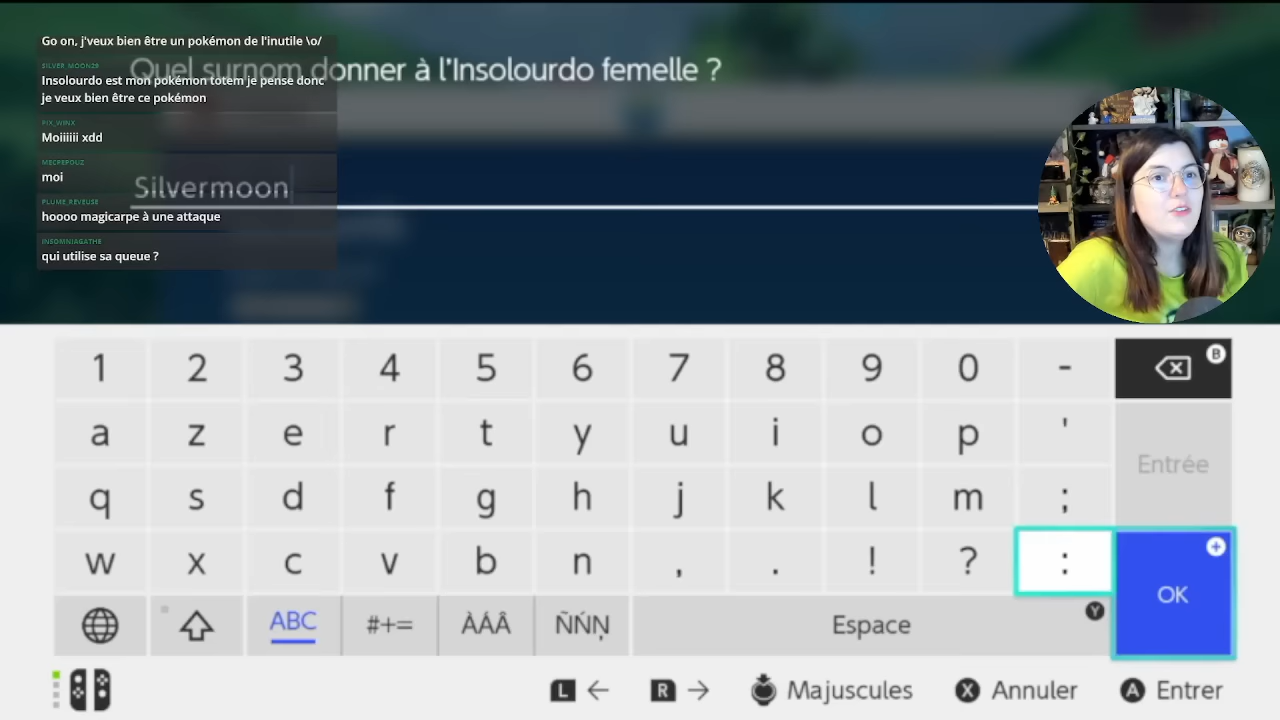 Go on, j'veux bien être un pokémon de l'inutile \o/
SILVER_MOON29
Insolourdo est mon pokémon totem je pense donc
je veux bien être ce pokémon
PIX_WINX
Moiiiiii xdd
MECREPOUZ
moi
PLUME_REVEUSE
hoooo magicarpe à une attaque
INSOMNIAGATHE
qui utilise sa queue ?
Quel surnom donner à l'Insolourdo femelle ?
Silvermoon
1 2 3 4 5 6 7 8 9 0 - B
a z e r t y u i o p ' Entrée
q s d f g h j k l m ;
w x c v b n , . ! ? : OK
ABC #+= ÀÁÂ ÑŃŅ Espace Y
L ← R → Majuscules X Annuler A Entrer